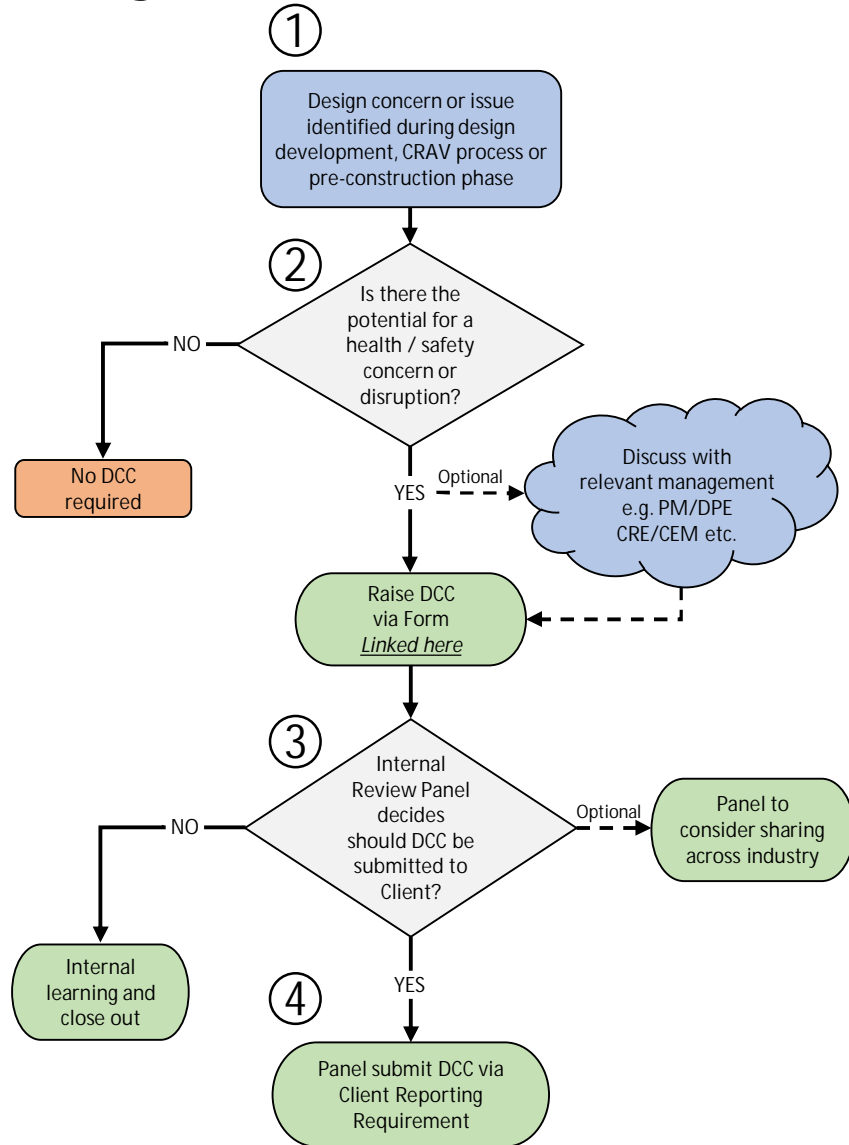 1
Design concern or issue
identified during design
development, CRAV process or
pre-construction phase
2
Is there the
potential for a
health / safety
concern or
disruption?
NO
No DCC
required
YES
Optional
Discuss with
relevant management
e.g. PM/DPE
CRE/CEM etc.
Raise DCC
via Form
Linked here
3
Internal
Review Panel
decides
should DCC be
submitted to
Client?
NO
Optional
Panel to
consider sharing
across industry
Internal
learning and
close out
YES
4
Panel submit DCC via
Client Reporting
Requirement